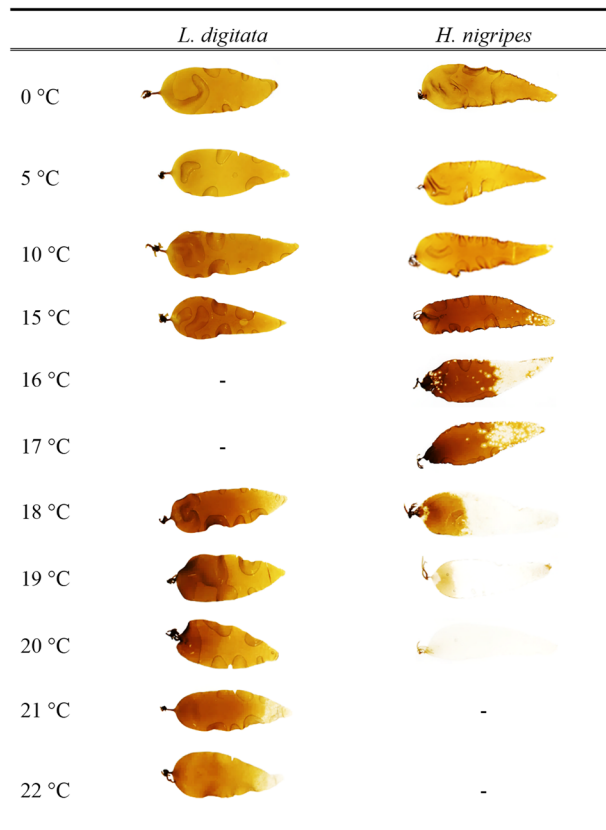 L. digitata H. nigripes
0 °C
5 °C
10 °C
15 °C
16 °C -
17 °C -
18 °C
19 °C
20 °C
21 °C -
22 °C -